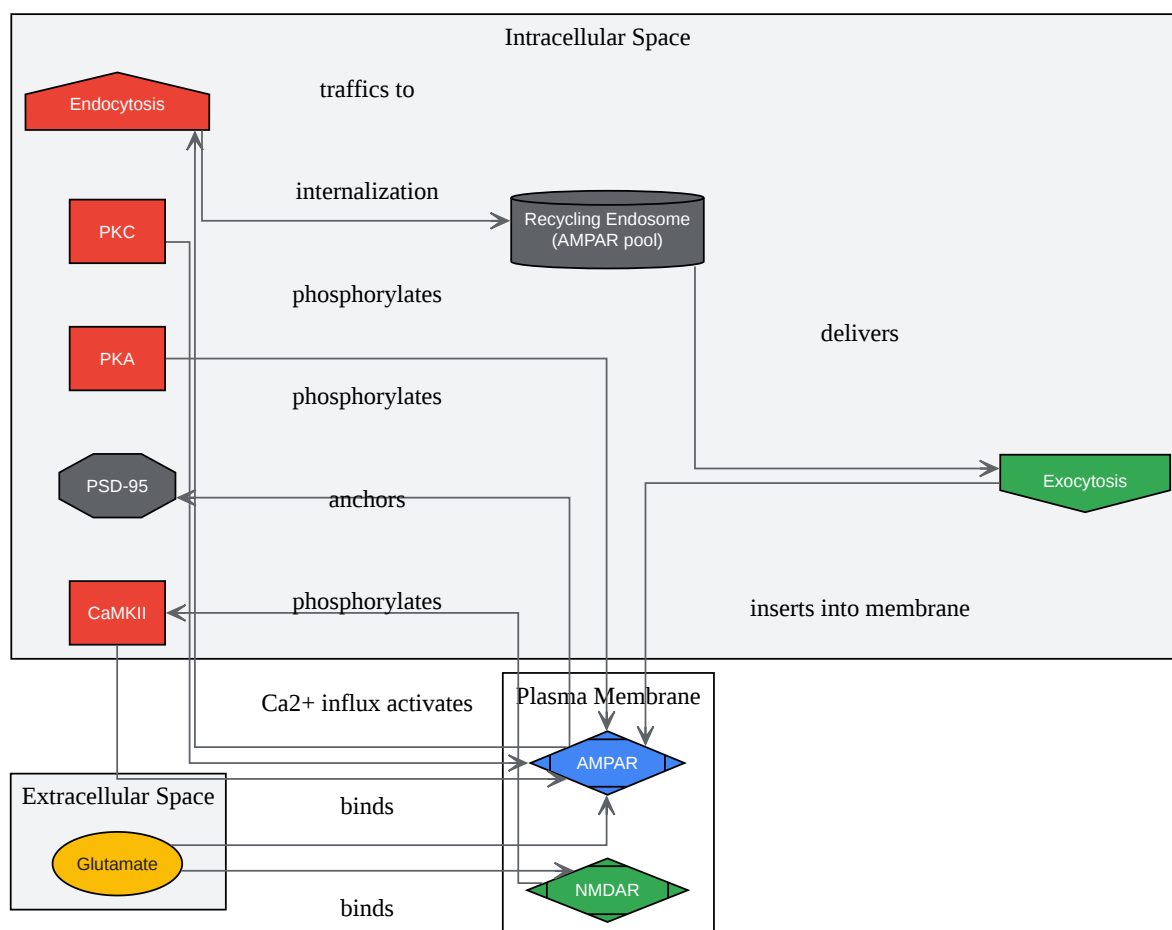 Intracellular Space
traffics to
Endocytosis
internalization
Recycling Endosome
(AMPAR pool)
PKC
phosphorylates
delivers
PKA
phosphorylates
PSD-95
anchors
Exocytosis
CaMKII
phosphorylates
inserts into membrane
Ca2+ influx activates
Plasma Membrane
AMPAR
Extracellular Space
binds
Glutamate
NMDAR
binds